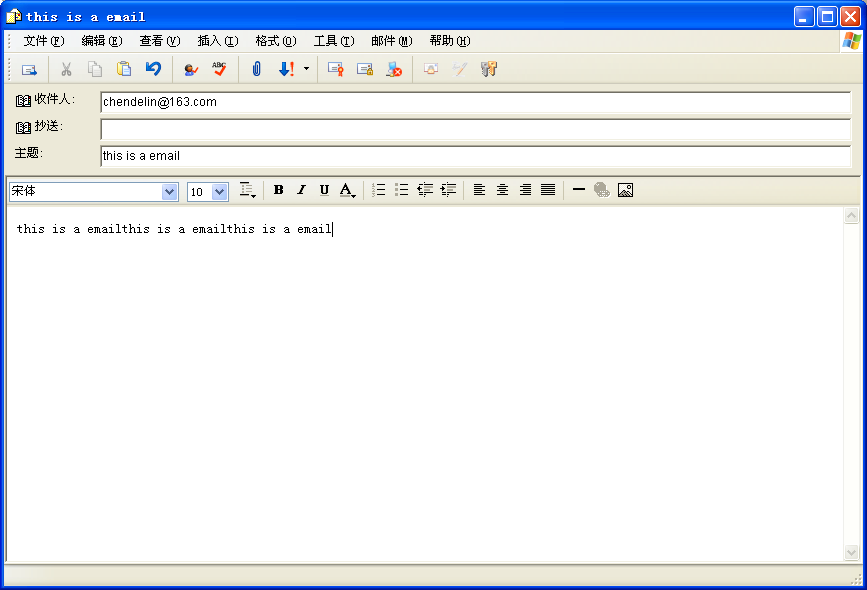 this is a email
文件(F) 编辑(E) 查看(V) 插入(I) 格式(O) 工具(T) 邮件(M) 帮助(H)
ABC
收件人: chendelin@163.com
抄送:
主题: this is a email
宋体 10 B I U A
this is a emailthis is a emailthis is a email